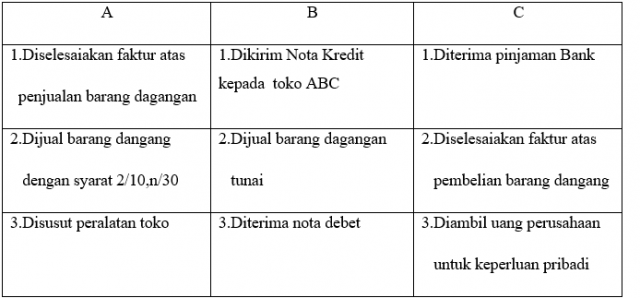 A B C
1.Diselesaiakan faktur atas 1.Dikirim Nota Kredit 1.Diterima pinjaman Bank
penjualan barang dagangan kepada toko ABC
2.Dijual barang dangang 2.Dijual barang dagangan 2.Diselesaiakan faktur atas
dengan syarat 2/10,n/30 tunai pembelian barang dangang
3.Disusut peralatan toko 3.Diterima nota debet 3.Diambil uang perusahaan
untuk keperluan pribadi